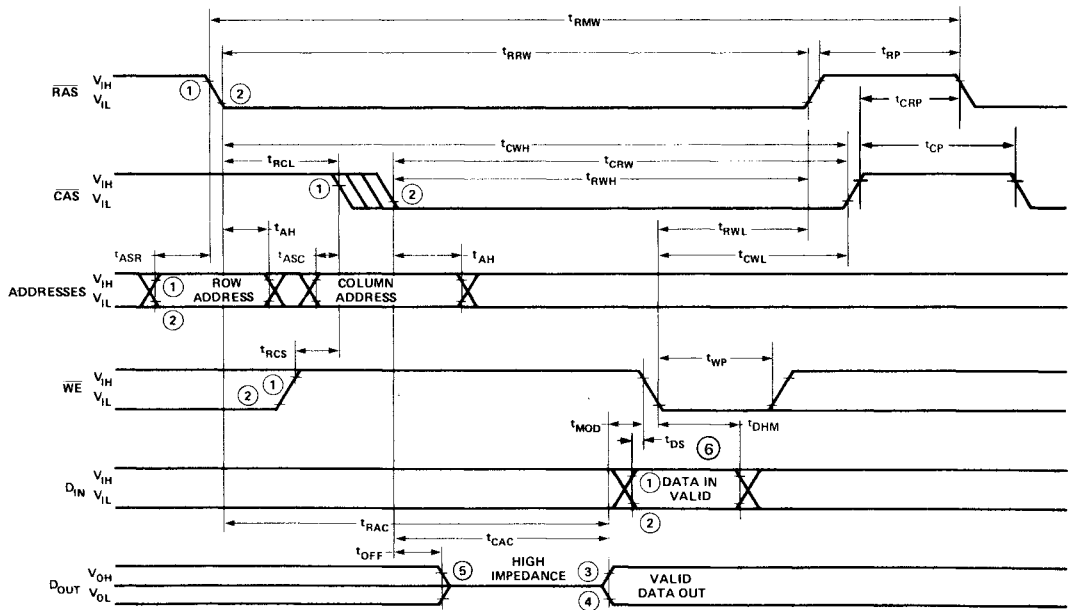 tRMW
tRRW
tRP
RAS
VIH
VIL
1
2
tCRP
tCWH
tCP
tRCL
tCRW
CAS
VIH
VIL
1
2
tRWH
tRWL
tAH
tASR
tASC
tAH
tCWL
ADDRESSES
VIH
VIL
1
2
ROW
ADDRESS
COLUMN
ADDRESS
tRCS
tWP
WE
VIH
VIL
1
2
tMOD
tDHM
tDS
6
DIN
VIH
VIL
1
DATA IN
VALID
2
tRAC
tCAC
tOFF
DOUT
VOH
VOL
5
HIGH
IMPEDANCE
3
4
VALID
DATA OUT